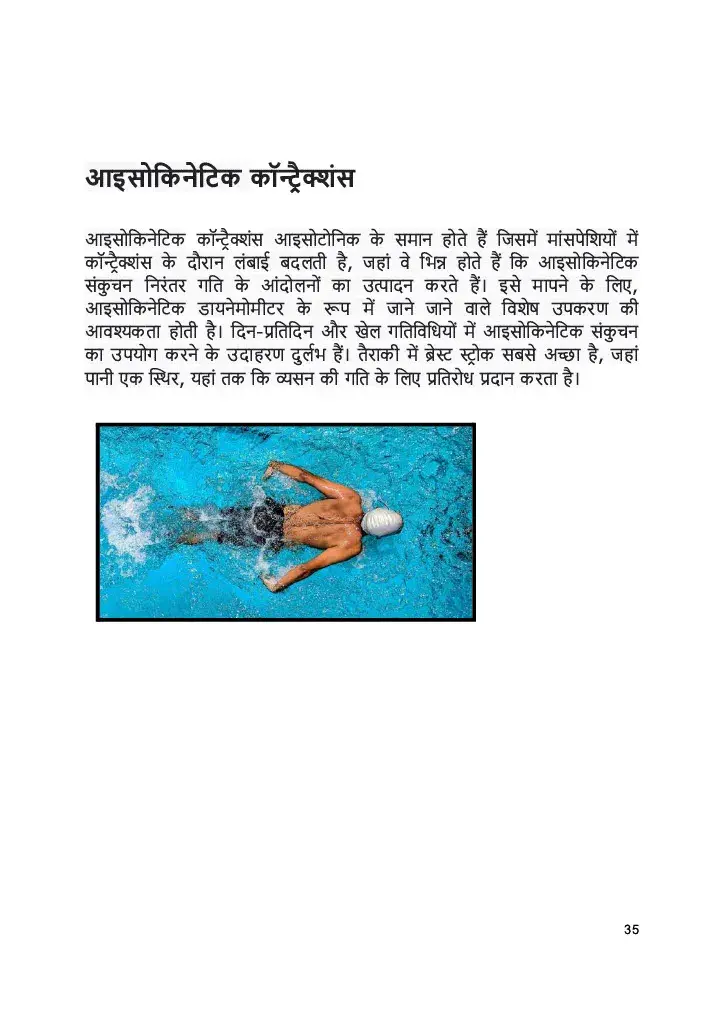 आइसोकिनेटिक कॉन्ट्रैक्शंस
आइसोकिनेटिक कॉन्ट्रैक्शंस आइसोटोनिक के समान होते हैं जिसमें मांसपेशियों में
कॉन्ट्रैक्शंस के दौरान लंबाई बदलती है, जहां वे भिन्न होते हैं कि आइसोकिनेटिक
संकुचन निरंतर गति के आंदोलनों का उत्पादन करते हैं। इसे मापने के लिए,
आइसोकिनेटिक डायनेमोमीटर के रूप में जाने जाने वाले विशेष उपकरण की
आवश्यकता होती है। दिन-प्रतिदिन और खेल गतिविधियों में आइसोकिनेटिक संकुचन
का उपयोग करने के उदाहरण दुर्लभ हैं। तैराकी में ब्रेस्ट स्ट्रोक सबसे अच्छा है, जहां
पानी एक स्थिर, यहां तक कि व्यसन की गति के लिए प्रतिरोध प्रदान करता है।
35